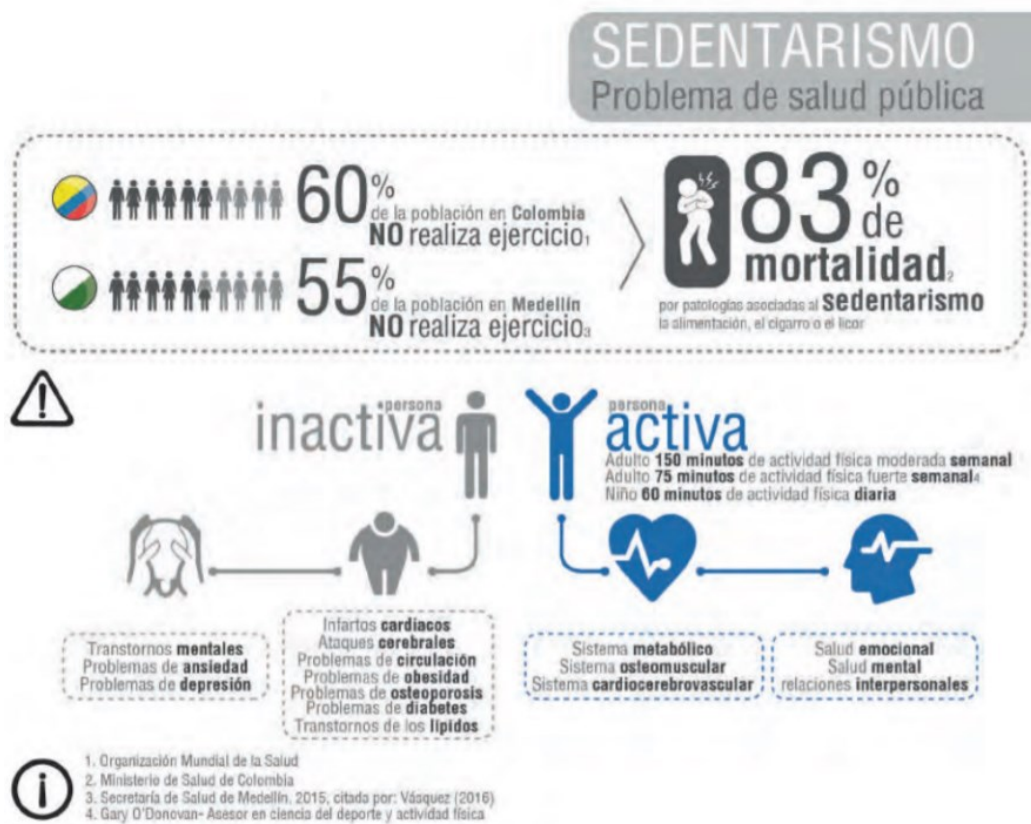 SEDENTARISMO
Problema de salud pública
60%
de la población en Colombia
NO realiza ejercicio1
55%
de la población en Medellín
NO realiza ejercicio3
83%
de
mortalidad2
por patologías asociadas al sedentarismo
la alimentación, el cigarro o el licor
persona
inactiva
persona
activa
Adulto 150 minutos de actividad física moderada semanal
Adulto 75 minutos de actividad física fuerte semanal4
Niño 60 minutos de actividad física diaria
Transtornos mentales
Problemas de ansiedad
Problemas de depresión
Infartos cardíacos
Ataques cerebrales
Problemas de circulación
Problemas de obesidad
Problemas de osteoporosis
Problemas de diabetes
Transtornos de los lípidos
Sistema metabólico
Sistema osteomuscular
Sistema cardiocerebrovascular
Salud emocional
Salud mental
relaciones interpersonales
1. Organización Mundial de la Salud
2. Ministerio de Salud de Colombia
3. Secretaría de Salud de Medellín, 2015, citada por: Vásquez (2016)
4. Gary O'Donovan- Asesor en ciencia del deporte y actividad física